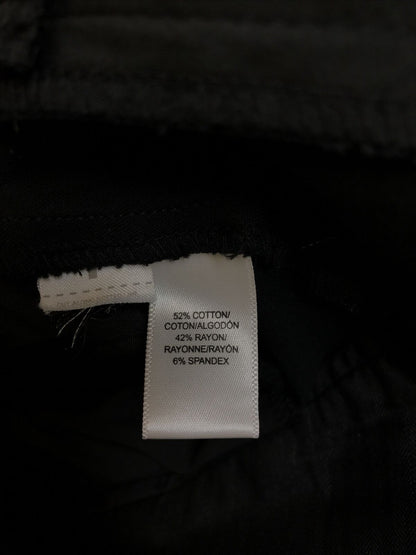 52% COTTON/
COTON/ALGODÓN
42% RAYON/
RAYONNE/RAYÓN
6% SPANDEX